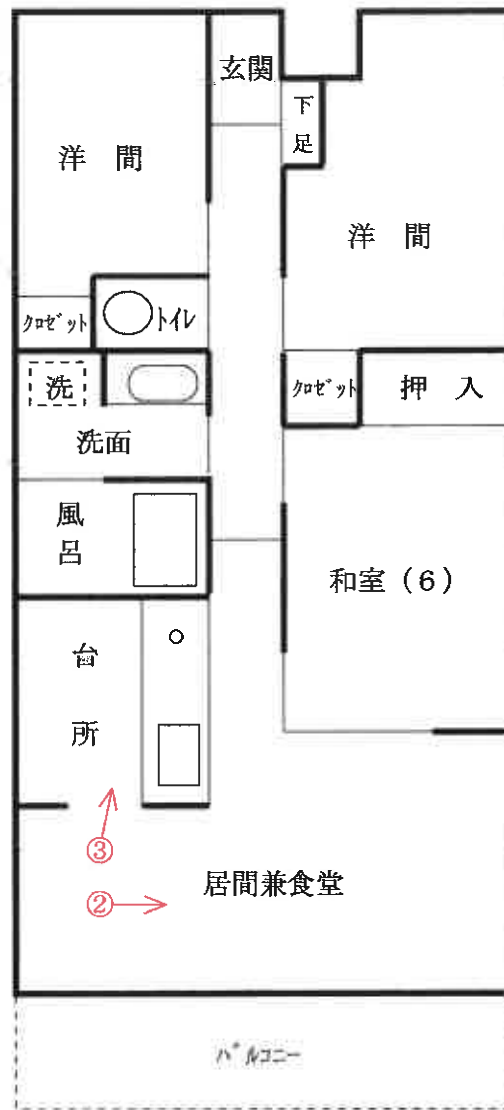 玄関
下足
洋 間
洋 間
クロゼット
トイレ
洗
クロゼット
押 入
洗面
風呂
和室(6)
台所
③
②
居間兼食堂
バルコニー